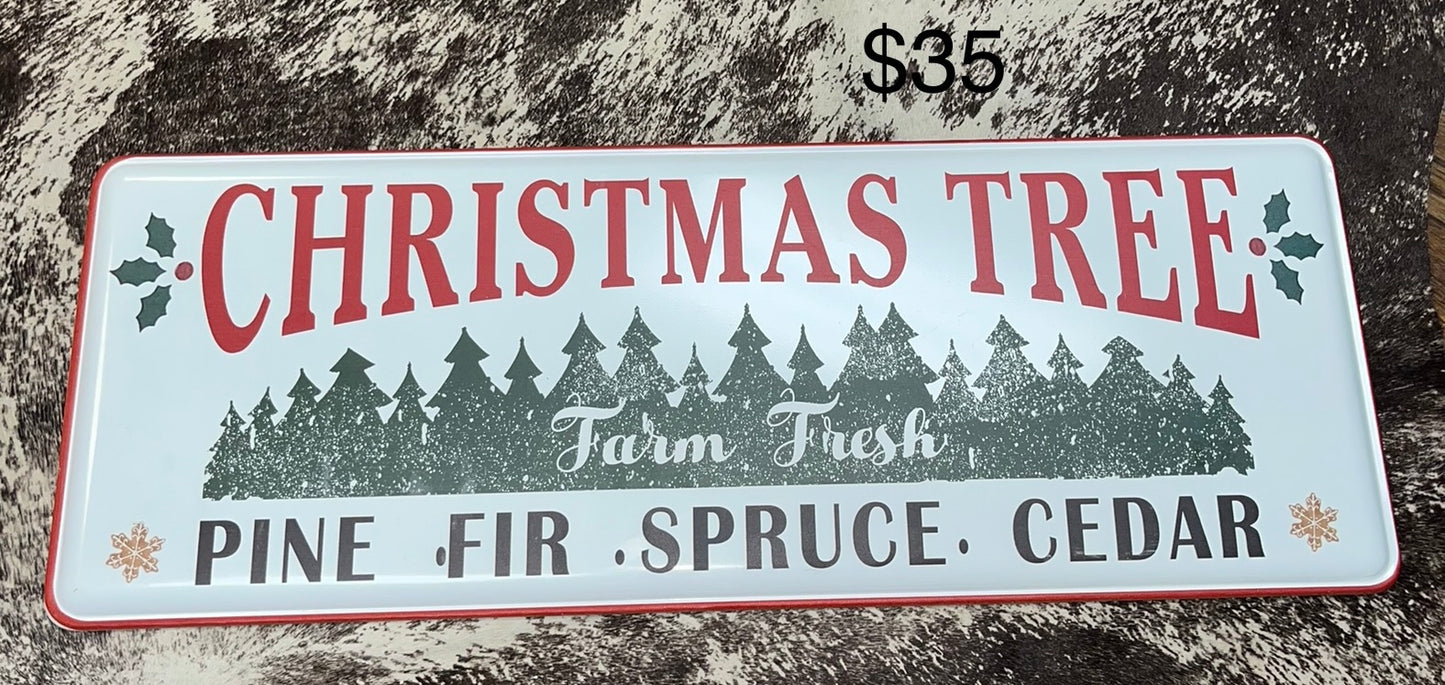 $35
CHRISTMAS TREE
Farm Fresh
PINE •FIR •SPRUCE• CEDAR